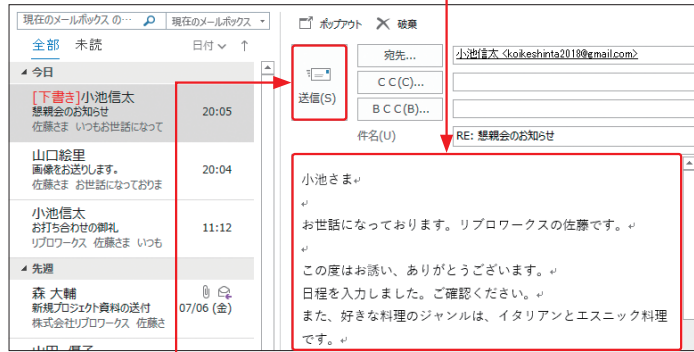 現在のメールボックス の…
現在のメールボックス
全部 未読
日付
今日
[下書き]小池信太
懇親会のお知らせ
20:05
佐藤さま いつもお世話になって
山口絵里
画像をお送りします。
20:04
佐藤さま お世話になっておりま
小池信太
お打ち合わせの御礼
11:12
リブロワークス 佐藤さま いつも
先週
森 大輔
新規プロジェクト資料の送付
07/06 (金)
株式会社リブロワークス 佐藤さ
ポップアウト
破棄
送信(S)
宛先...
小池信太 <koikeshinta2018@gmail.com>
CC(C)...
BCC(B)...
件名(U)
RE: 懇親会のお知らせ
小池さま
お世話になっております。リブロワークスの佐藤です。
この度はお誘い、ありがとうございます。
日程を入力しました。ご確認ください。
また、好きな料理のジャンルは、イタリアンとエスニック料理
です。